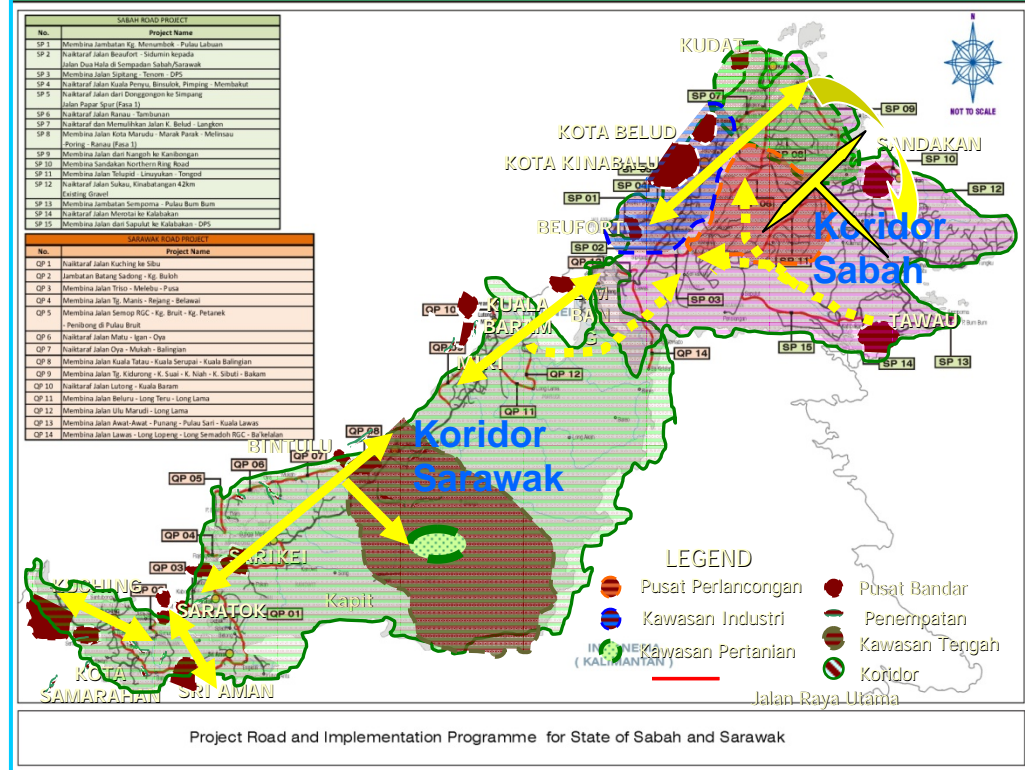 SABAH ROAD PROJECT
No. Project Name
SP 1 Membina Jambatan Kg. Menumbok - Pulau Labuan
SP 2 Naiktaraf Jalan Beaufort - Sidumin kepada
Jalan Dua Hala di Sempadan Sabah/Sarawak
SP 3 Membina Jalan Sipitang - Tenom - DPS
SP 4 Naiktaraf Jalan Kuala Penyu, Binsulok, Pimping - Membakut
SP 5 Naiktaraf Jalan dari Donggongon ke Simpang
Jalan Papar Spur (Fasa 1)
SP 6 Naiktaraf Jalan Ranau - Tambunan
SP 7 Naiktaraf dan Memulihkan Jalan K. Belud - Langkon
SP 8 Membina Jalan Kota Marudu - Marak Parak - Melinsau
-Poring - Ranau (Fasa 1)
SP 9 Membina Jalan dari Nangoh ke Kanibongan
SP 10 Membina Sandakan Northern Ring Road
SP 11 Membina Jalan Telupid - Linuyukan - Tongod
SP 12 Naiktaraf Jalan Sukau, Kinabatangan 42km
Existing Gravel
SP 13 Membina Jambatan Semporna - Pulau Bum Bum
SP 14 Naiktaraf Jalan Merotai ke Kalabakan
SP 15 Membina Jalan dari Sapulut ke Kalabakan - DPS
SARAWAK ROAD PROJECT
No. Project Name
QP 1 Naiktaraf Jalan Kuching ke Sibu
QP 2 Jambatan Batang Sadong - Kg. Buloh
QP 3 Membina Jalan Triso - Melebu - Pusa
QP 4 Membina Jalan Tg. Manis - Rejang - Belawai
QP 5 Membina Jalan Semop RGC - Kg. Bruit - Kg. Petanek
- Penibong di Pulau Bruit
QP 6 Naiktaraf Jalan Matu - Igan - Oya
QP 7 Naiktaraf Jalan Oya - Mukah - Balingian
QP 8 Membina Jalan Kuala Tatau - Kuala Serupai - Kuala Balingian
QP 9 Membina Jalan Tg. Kidurong - K. Suai - K. Niah - K. Sibuti - Bakam
QP 10 Naiktaraf Jalan Lutong - Kuala Baram
QP 11 Membina Jalan Beluru - Long Teru - Long Lama
QP 12 Membina Jalan Ulu Marudi - Long Lama
QP 13 Membina Jalan Awat-Awat - Punang - Pulau Sari - Kuala Lawas
QP 14 Membina Jalan Lawas - Long Lopeng - Long Semadoh RGC - Ba'kelalan
N
NOT TO SCALE
KUDAT
SP 07
SP 09
KOTA BELUD
SANDAKAN
SP 08
SP 10
KOTA KINABALU
SP 04
SP 12
SP 01
BEUFORT
Koridor
Sabah
SP 02
SP 11
SP 03
QP 10
KUALA
BARAM
TAWAU
SP 15
SP 14
SP 13
QP 14
QP 12
QP 11
Long Lama
Koridor
Sarawak
QP 08
BINTULU
QP 07
QP 06
QP 05
QP 04
SARIKEI
QP 03
KUCHING
SARATOK
QP 01
Kapit
KOTA
SAMARAHAN
SRI AMAN
( KALIMANTAN )
LEGEND
Pusat Perlancongan
Pusat Bandar
Kawasan Industri
Penempatan
Kawasan Pertanian
Kawasan Tengah
Koridor
Jalan Raya Utama
Project Road and Implementation Programme for State of Sabah and Sarawak